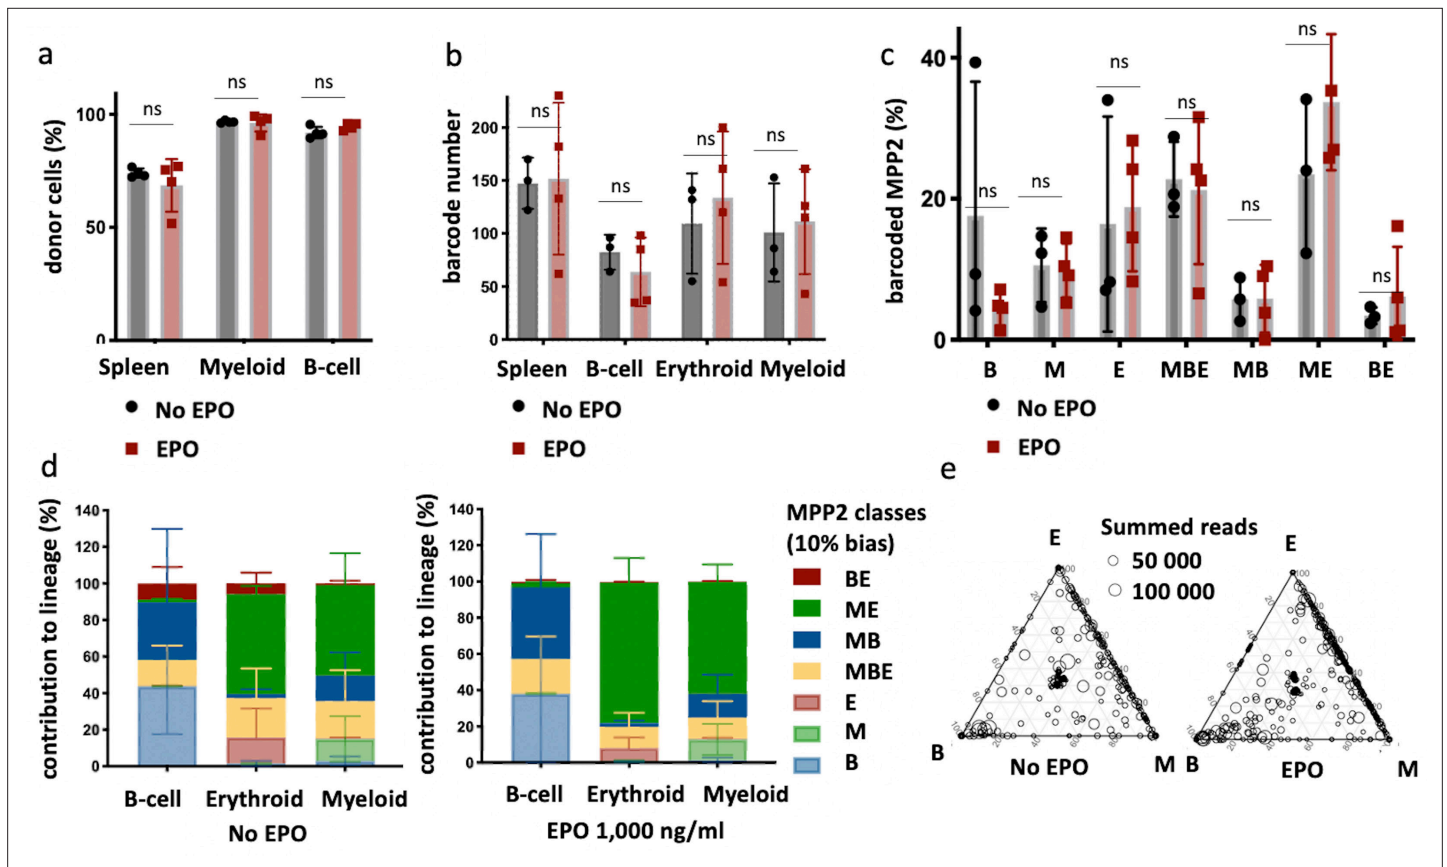 a
donor cells (%)
100
50
0
ns
ns
ns
Spleen
Myeloid
B-cell
No EPO
EPO
b
barcode number
200
150
100
50
0
ns
ns
ns
ns
Spleen
B-cell
Erythroid
Myeloid
No EPO
EPO
c
barcoded MPP2 (%)
40
20
0
ns
ns
ns
ns
ns
ns
ns
B
M
E
MBE
MB
ME
BE
No EPO
EPO
d
contribution to lineage (%)
140
120
100
80
60
40
20
0
B-cell
Erythroid
Myeloid
No EPO
contribution to lineage (%)
140
120
100
80
60
40
20
0
B-cell
Erythroid
Myeloid
EPO 1,000 ng/ml
MPP2 classes
(10% bias)
BE
ME
MB
MBE
E
M
B
e
Summed reads
50 000
100 000
E
B
M
No EPO
E
B
M
EPO